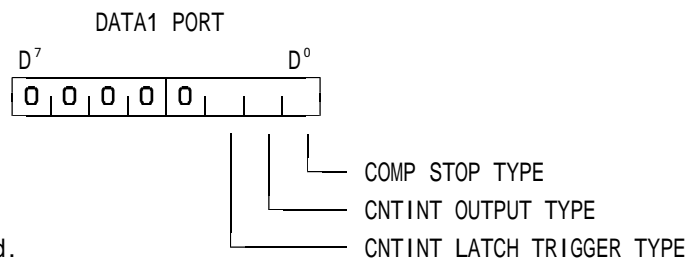 DATA1 PORT
D7 D0
0 0 0 0 0
COMP STOP TYPE
CNTINT OUTPUT TYPE
d. CNTINT LATCH TRIGGER TYPE